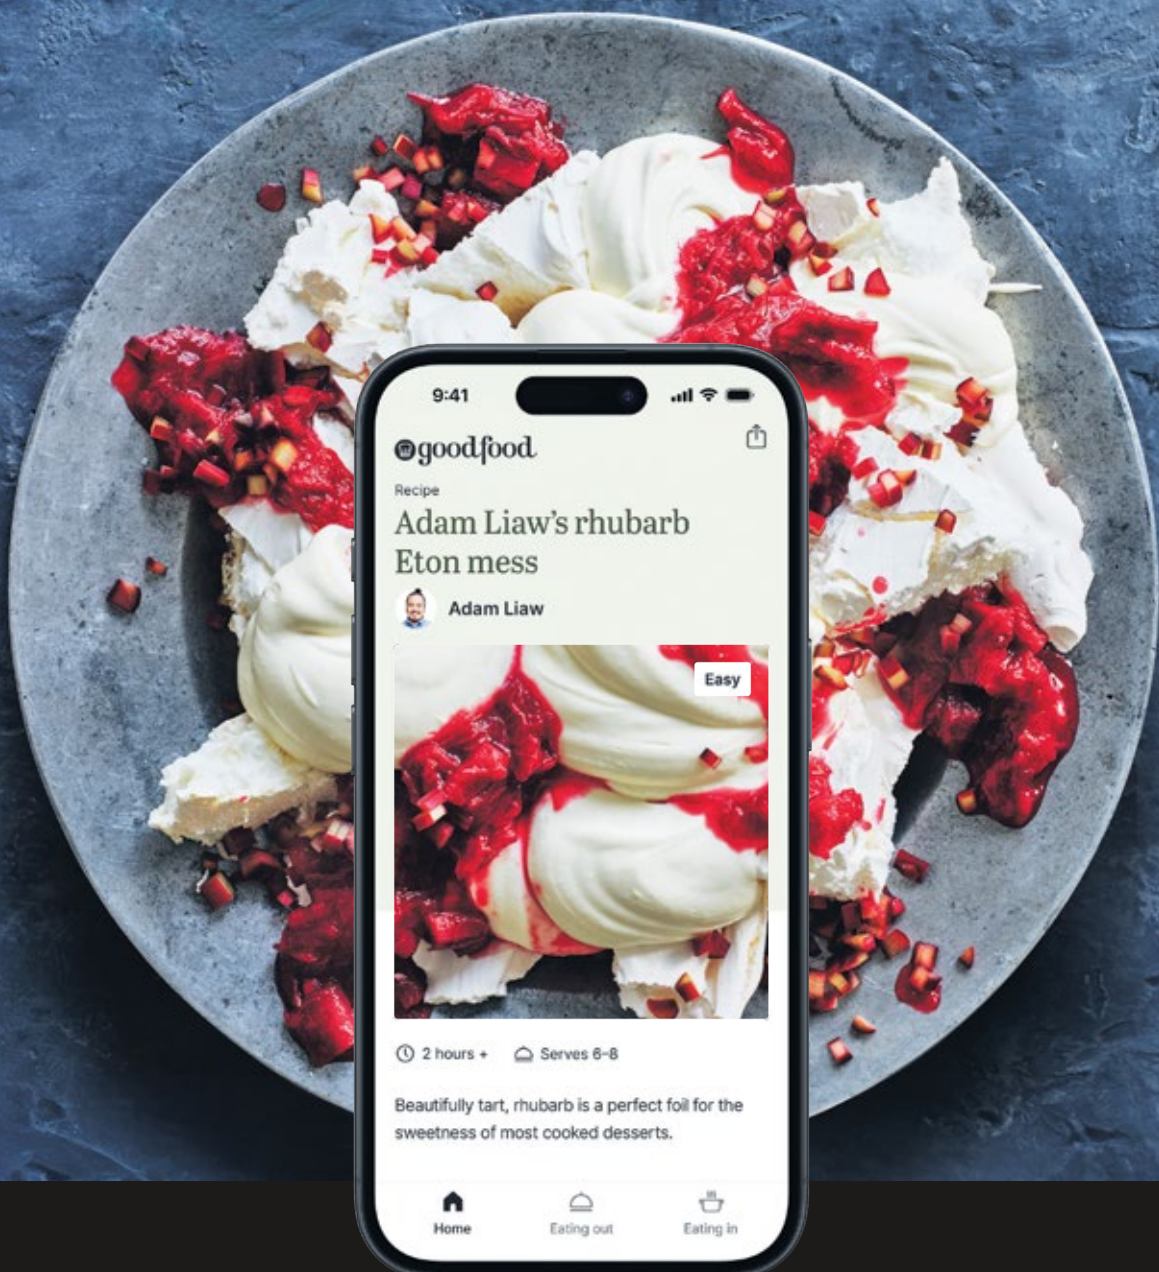 9:41
goodfood
Recipe
Adam Liaw's rhubarb
Eton mess
Adam Liaw
Easy
2 hours +
Serves 6-8
Beautifully tart, rhubarb is a perfect foil for the
sweetness of most cooked desserts.
Home
Eating out
Eating in